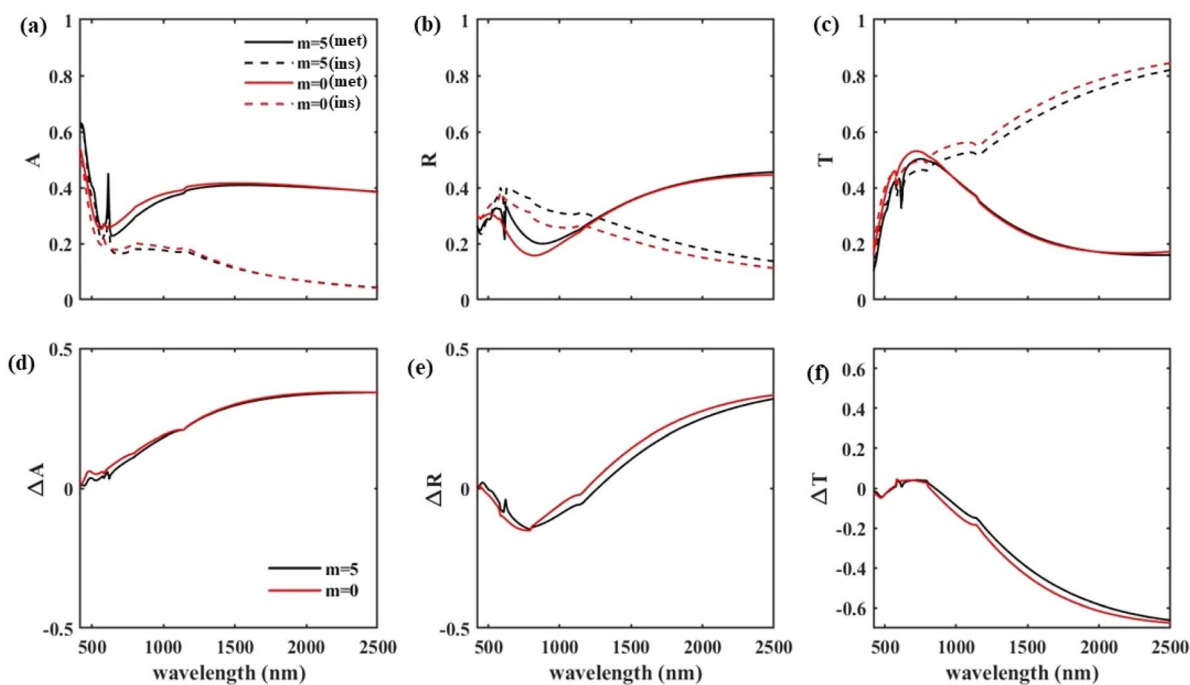 (a)
A
1
0.8
0.6
0.4
0.2
0
m=5(met)
m=5(ins)
m=0(met)
m=0(ins)
(b)
R
1
0.8
0.6
0.4
0.2
0
(c)
T
1
0.8
0.6
0.4
0.2
0
(d)
ΔA
0.5
0
-0.5
m=5
m=0
500 1000 1500 2000 2500
wavelength (nm)
(e)
ΔR
0.5
0
-0.5
500 1000 1500 2000 2500
wavelength (nm)
(f)
ΔT
0.6
0.4
0.2
0
-0.2
-0.4
-0.6
500 1000 1500 2000 2500
wavelength (nm)